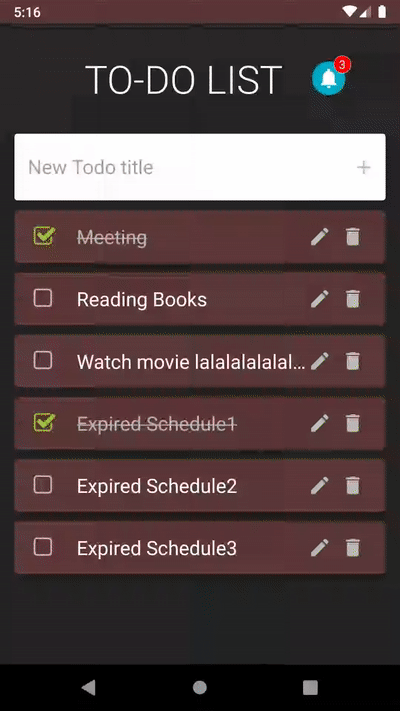 5:16
TO-DO LIST
3
New Todo title
Meeting
Reading Books
Watch movie lalalalalalal...
Expired Schedule1
Expired Schedule2
Expired Schedule3